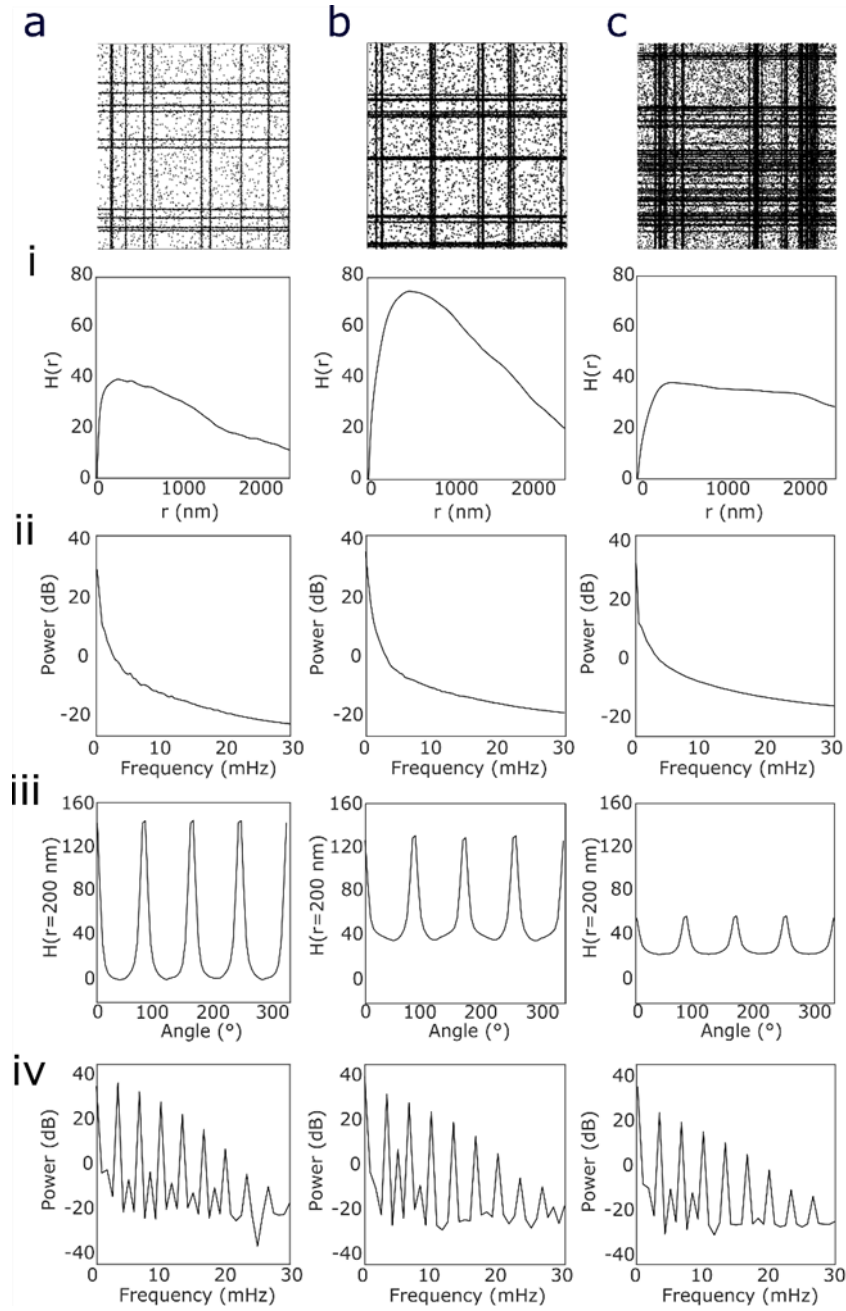 a b c
i
80 80 80
60 60 60
40 40 40
20 20 20
0 0 0
H(r) H(r) H(r)
0 1000 2000 0 1000 2000 0 1000 2000
r (nm) r (nm) r (nm)
ii
40 40 40
20 20 20
0 0 0
-20 -20 -20
Power (dB) Power (dB) Power (dB)
0 10 20 30 0 10 20 30 0 10 20 30
Frequency (mHz) Frequency (mHz) Frequency (mHz)
iii
160 160 160
120 120 120
80 80 80
40 40 40
0 0 0
H(r=200 nm) H(r=200 nm) H(r=200 nm)
0 100 200 300 0 100 200 300 0 100 200 300
Angle (°) Angle (°) Angle (°)
iv
40 40 40
20 20 20
0 0 0
-20 -20 -20
-40 -40 -40
Power (dB) Power (dB) Power (dB)
0 10 20 30 0 10 20 30 0 10 20 30
Frequency (mHz) Frequency (mHz) Frequency (mHz)